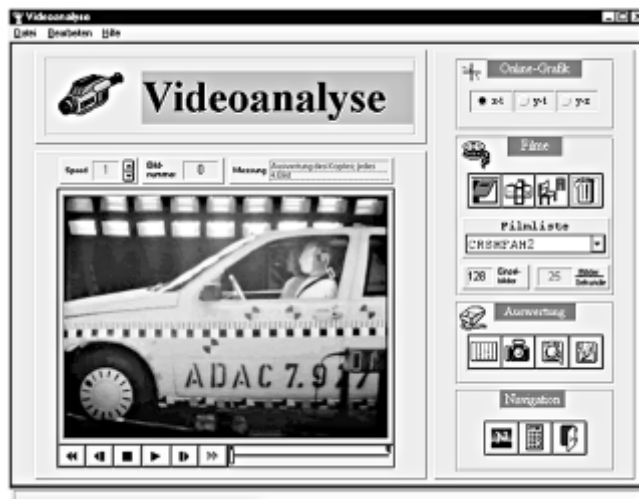 Videoanalyse
Datei Bearbeiten Hilfe
Videoanalyse
Speed 1
Bild-
nummer 0
Messung Auswertung des Kopfes, jedes
4.Bild
ADAC 7.977
Online-Grafik
x-t y-t y-x
Filme
Filmliste
CRSHFAH2
128 Einzel-
bilder
25 Bilder
Sekunde
Auswertung
Navigation